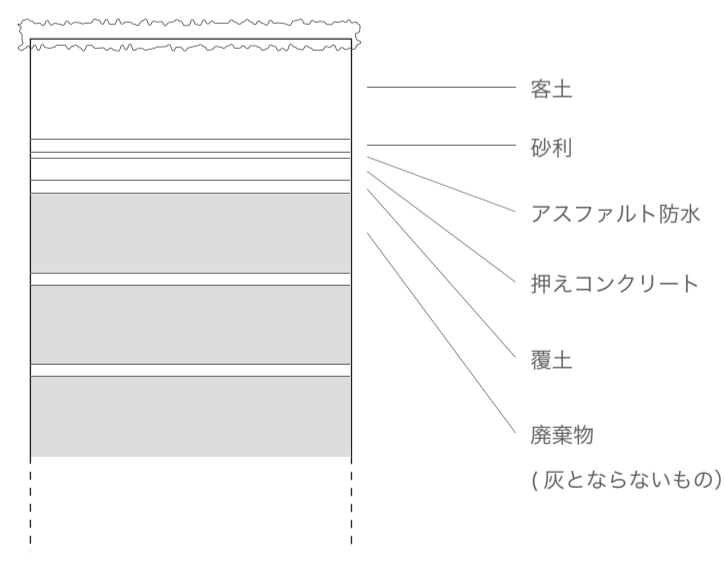 客土
砂利
アスファルト防水
押えコンクリート
覆土
廃棄物
( 灰とならないもの）